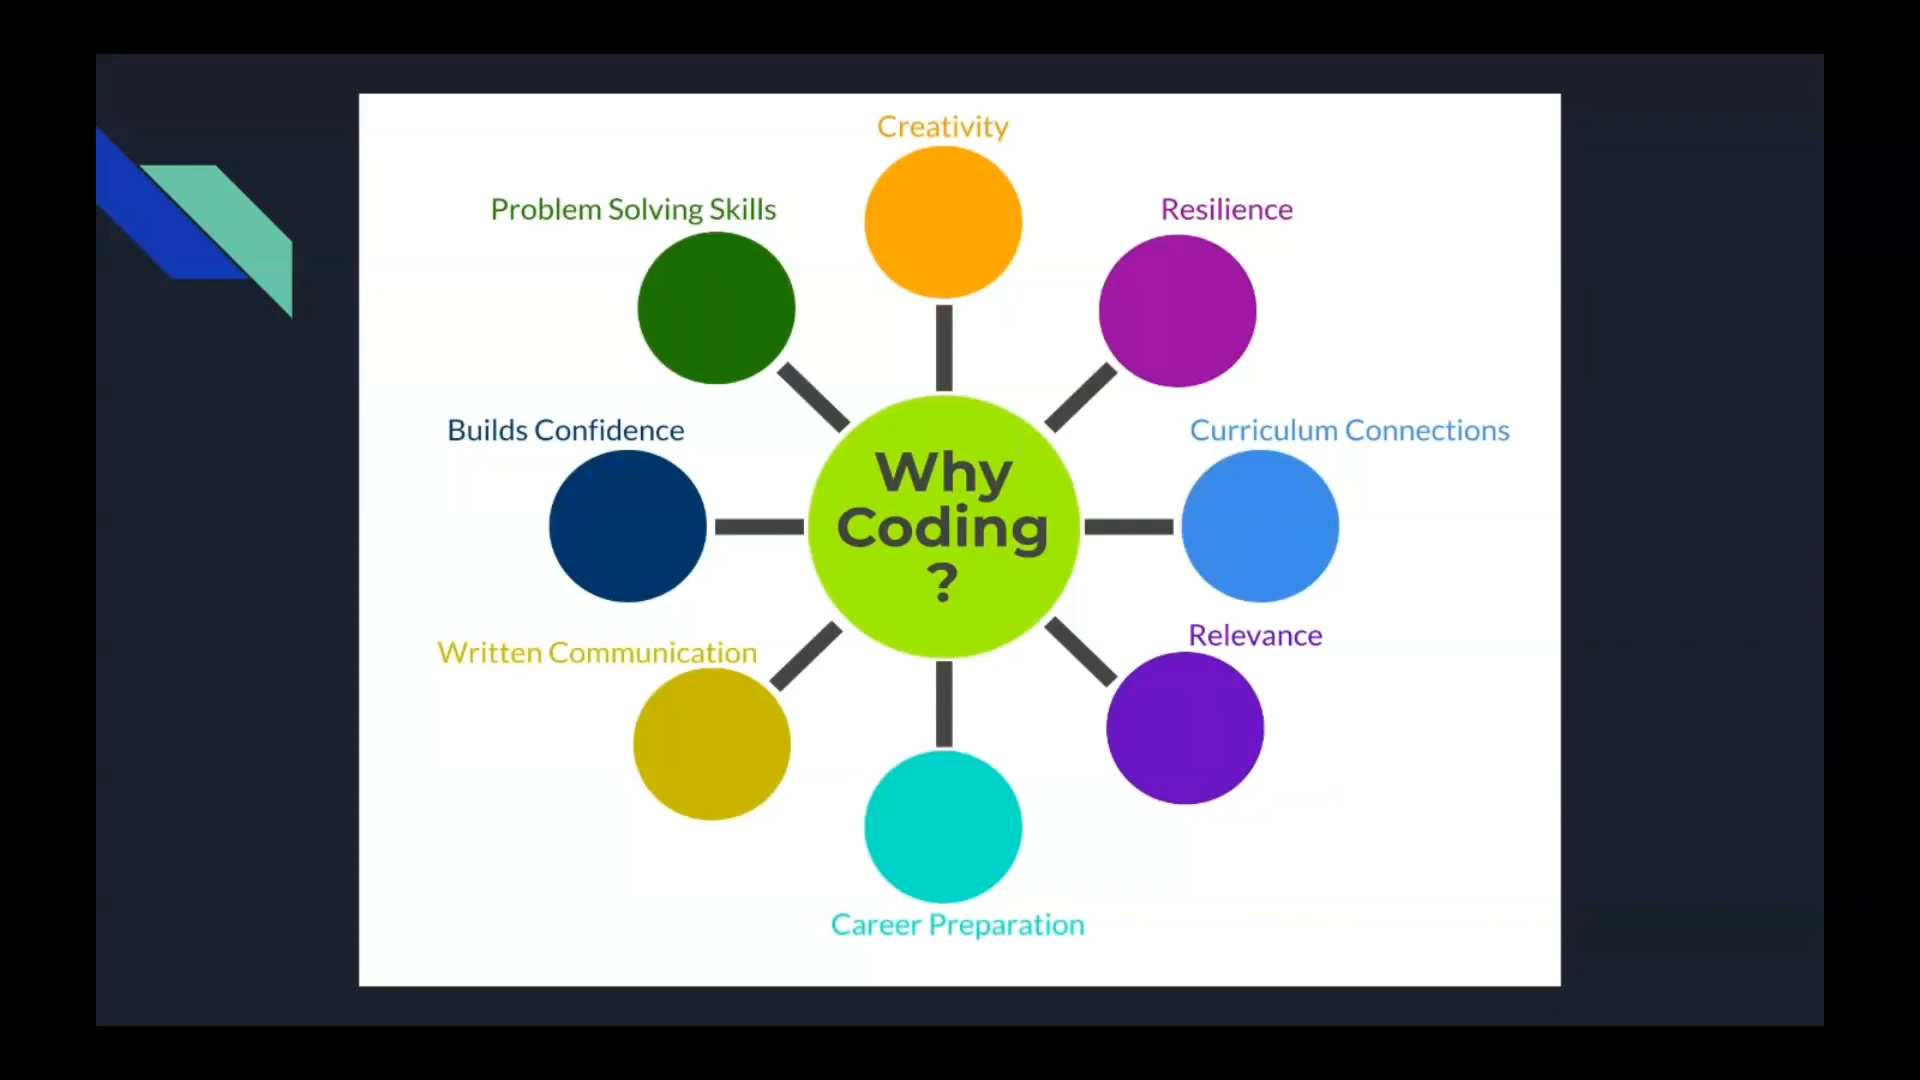 Creativity
Problem Solving Skills
Resilience
Builds Confidence
Curriculum Connections
Why
Coding
?
Relevance
Written Communication
Career Preparation